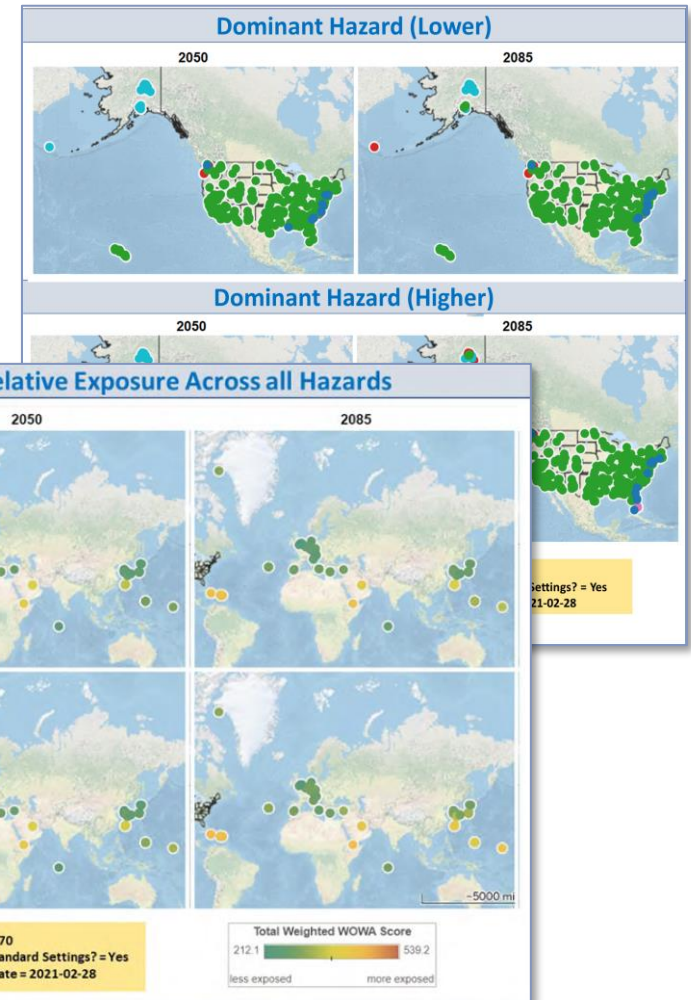 Dominant Hazard (Lower)
2050 2085
Dominant Hazard (Higher)
2050 2085
Settings? = Yes
21-02-28
elative Exposure Across all Hazards
2050 2085
~5000 mi
70
andard Settings? = Yes
ate = 2021-02-28
Total Weighted WOWA Score
212.1 539.2
less exposed more exposed